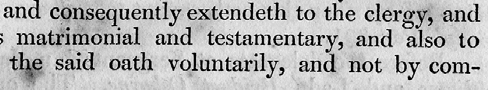 and consequently extendeth to the clergy, and
s matrimonial and testamentary, and also to
the said oath voluntarily, and not by com-